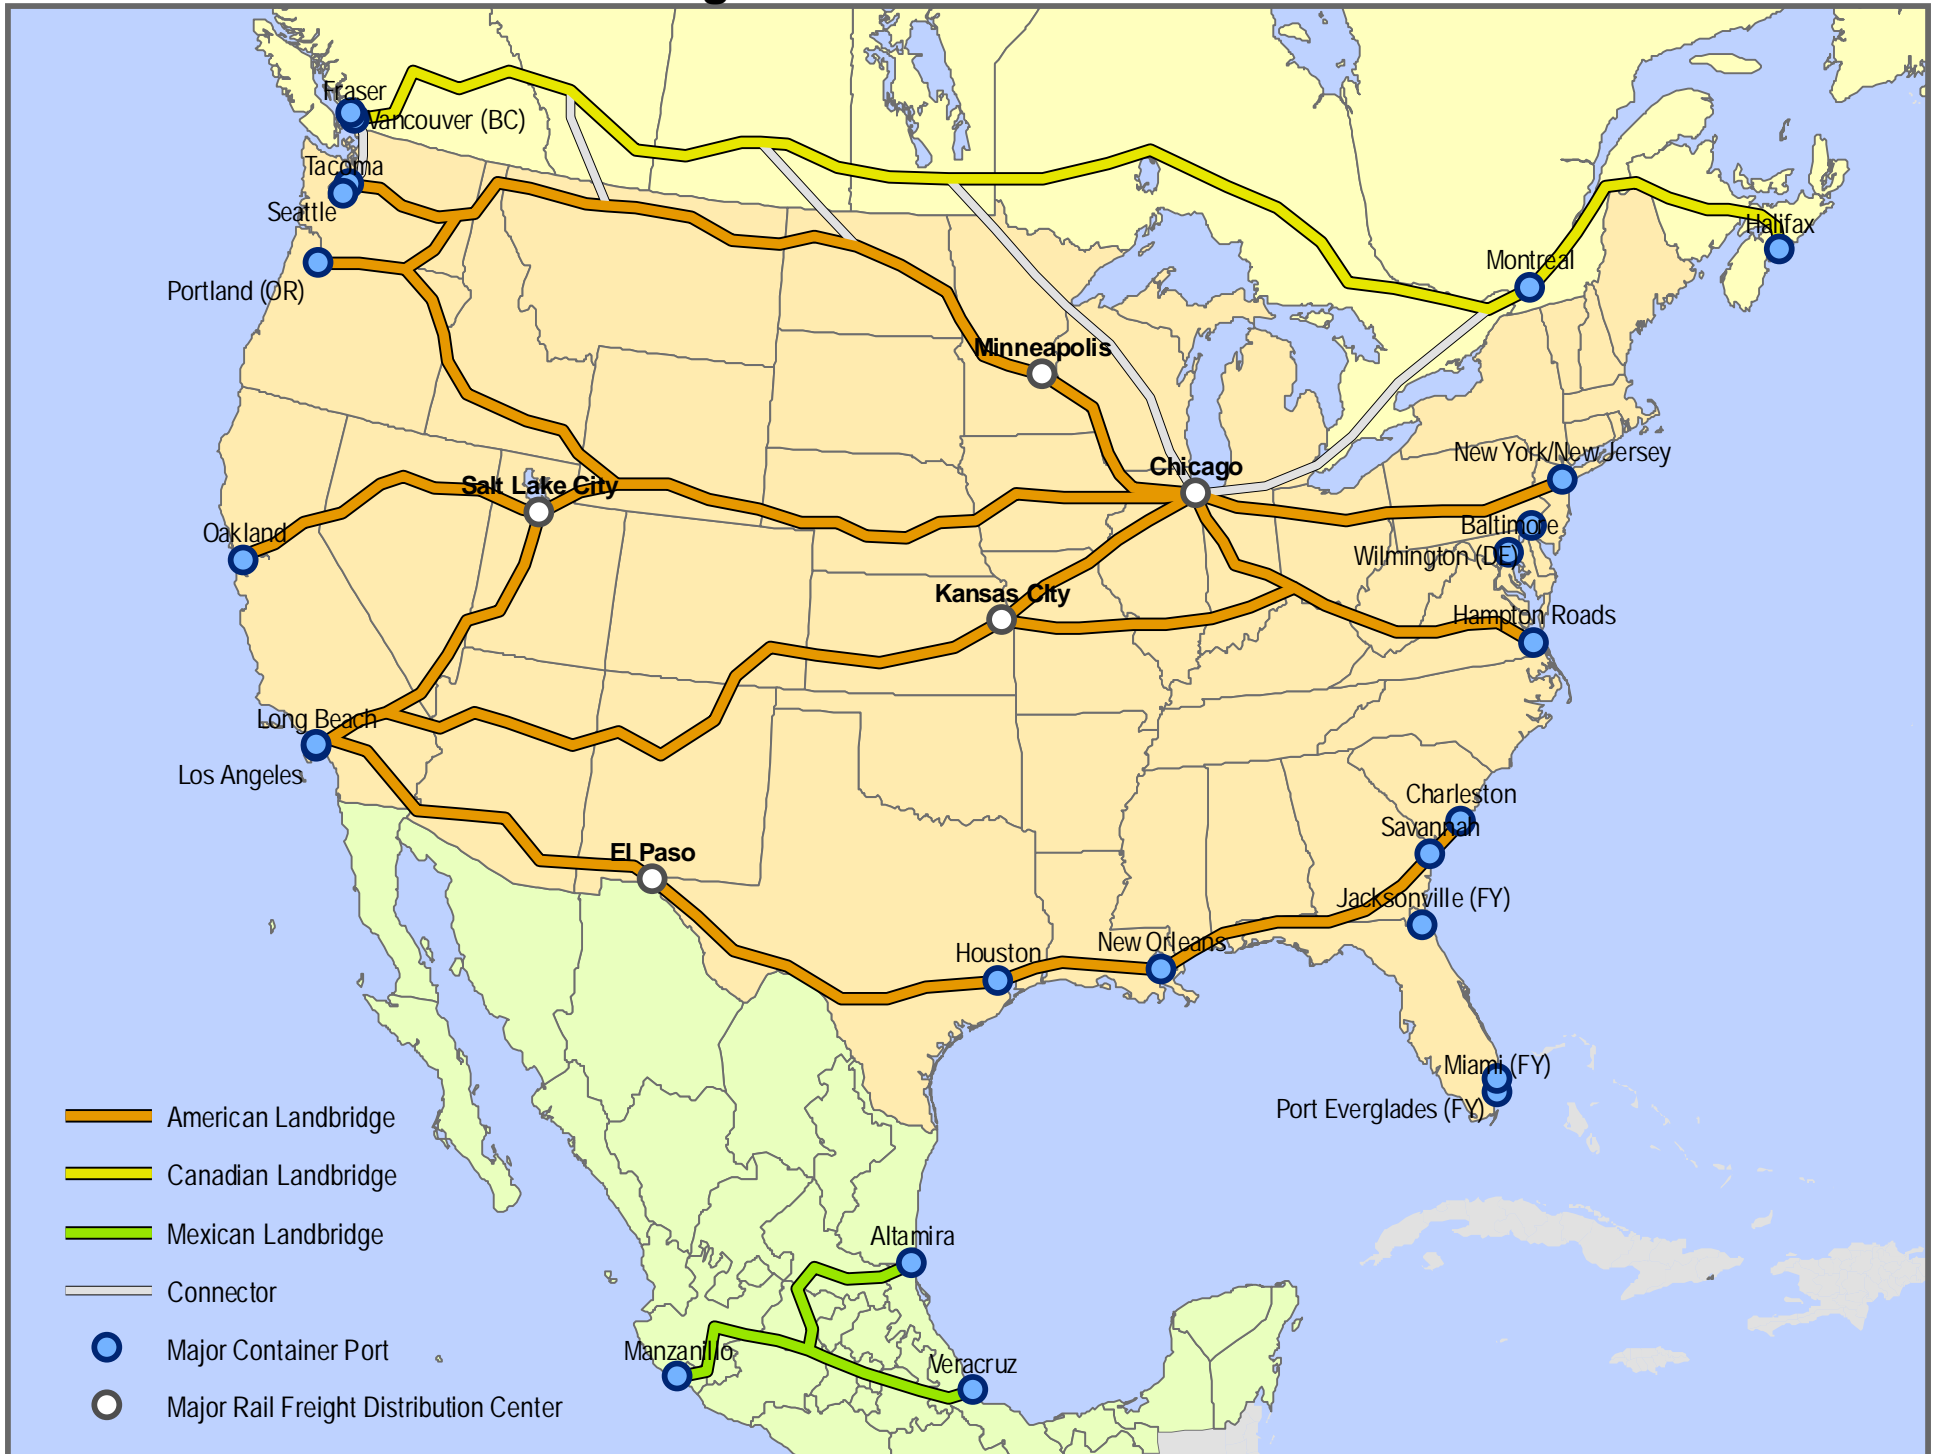 Fraser
Vancouver (BC)
Tacoma
Seattle
Portland (OR)
Halifax
Montreal
Minneapolis
Chicago
New York/New Jersey
Salt Lake City
Oakland
Baltimore
Wilmington (DE)
Kansas CIty
Hampton Roads
Long Beach
Los Angeles
Charleston
Savannah
El Paso
Jacksonville (FY)
New Orleans
Houston
Miami (FY)
Port Everglades (FY)
American Landbridge
Canadian Landbridge
Mexican Landbridge
Altamira
Connector
Manzanillo
Veracruz
Major Container Port
Major Rail Freight Distribution Center